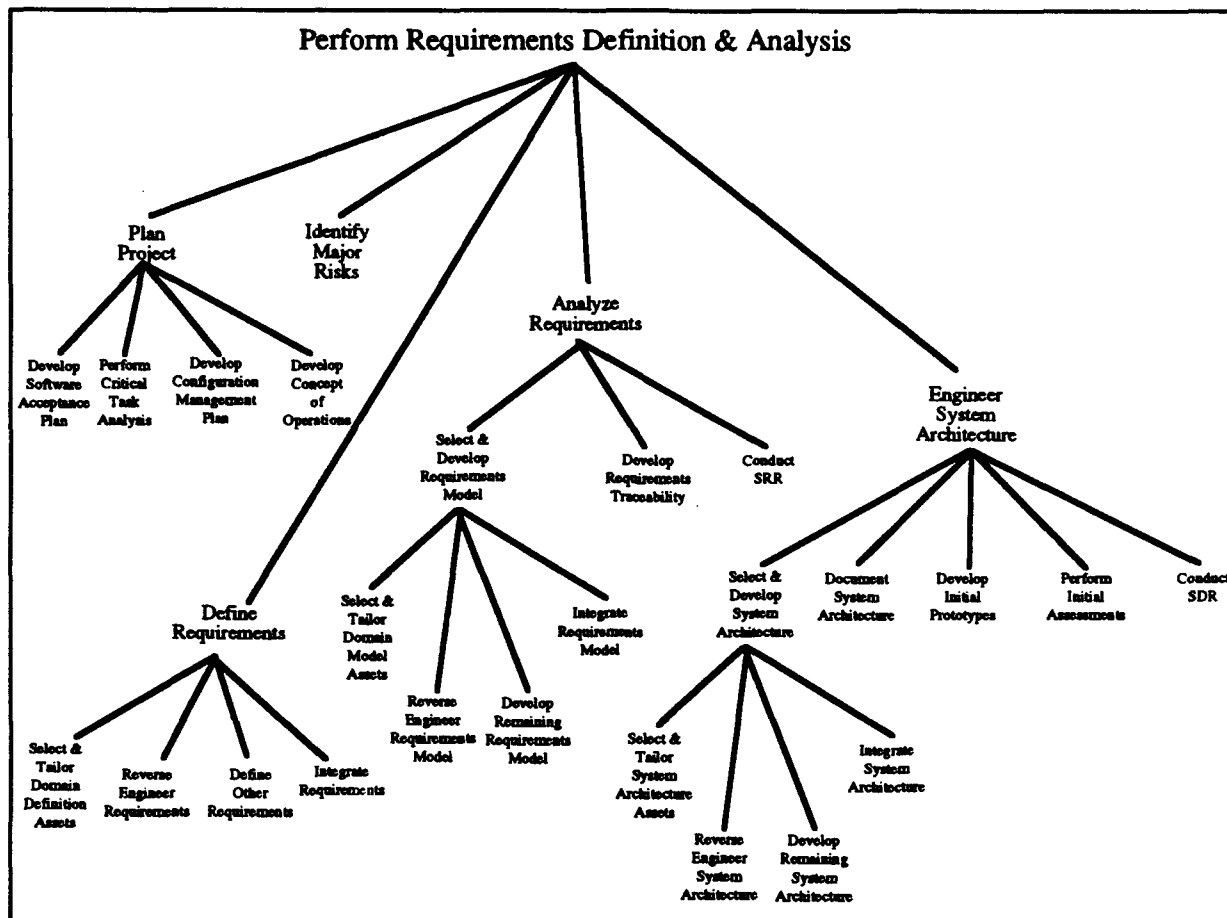 Perform Requirements Definition & Analysis
Plan
Project
Identify
Major
Risks
Analyze
Requirements
Engineer
System
Architecture
Define
Requirements
Develop
Software
Acceptance
Plan
Perform
Critical
Task
Analysis
Develop
Configuration
Management
Plan
Develop
Concept
of
Operations
Select &
Develop
Requirements
Model
Develop
Requirements
Traceability
Conduct
SRR
Select &
Develop
System
Architecture
Document
System
Architecture
Develop
Initial
Prototypes
Perform
Initial
Assessments
Conduct
SDR
Select &
Tailor
Domain
Model
Assets
Reverse
Engineer
Requirements
Model
Develop
Remaining
Requirements
Model
Integrate
Requirements
Model
Select &
Tailor
Domain
Definition
Assets
Reverse
Engineer
Requirements
Define
Other
Requirements
Integrate
Requirements
Select &
Tailor
System
Architecture
Assets
Reverse
Engineer
System
Architecture
Develop
Remaining
System
Architecture
Integrate
System
Architecture